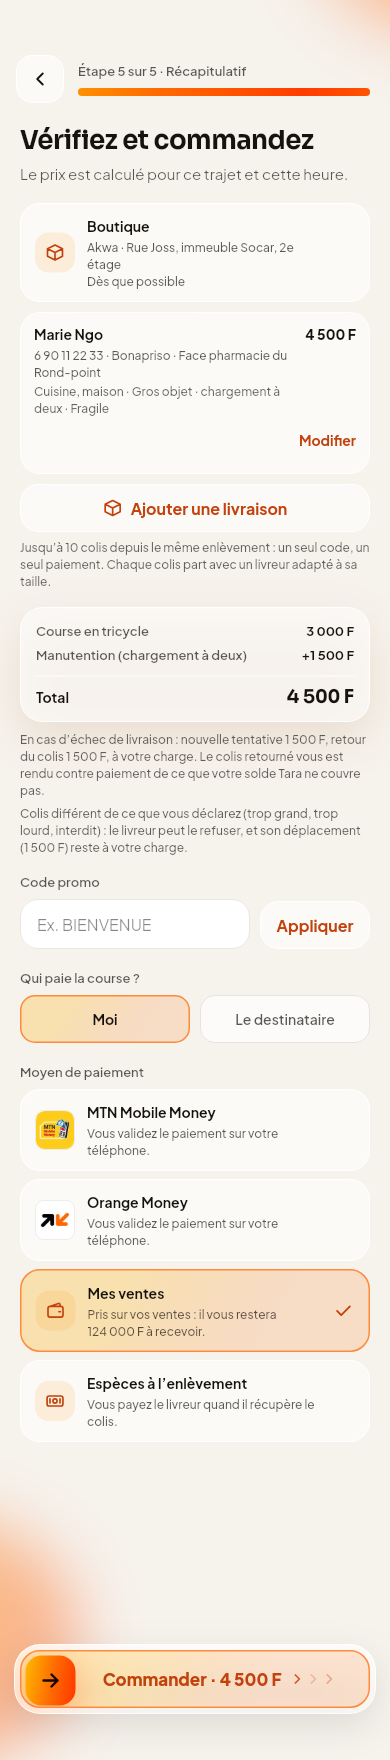 Étape 5 sur 5 · Récapitulatif
Vérifiez et commandez
Le prix est calculé pour ce trajet et cette heure.
Boutique
Akwa · Rue Joss, immeuble Socar, 2e
étage
Dès que possible
Marie Ngo 4 500 F
6 90 11 22 33 · Bonapriso · Face pharmacie du
Rond-point
Cuisine, maison · Gros objet · chargement à
deux · Fragile
Modifier
Ajouter une livraison
Jusqu’à 10 colis depuis le même enlèvement : un seul code, un
seul paiement. Chaque colis part avec un livreur adapté à sa
taille.
Course en tricycle 3 000 F
Manutention (chargement à deux) +1 500 F
Total 4 500 F
En cas d’échec de livraison : nouvelle tentative 1 500 F, retour
du colis 1 500 F, à votre charge. Le colis retourné vous est
rendu contre paiement de ce que votre solde Tara ne couvre
pas.
Colis différent de ce que vous déclarez (trop grand, trop
lourd, interdit) : le livreur peut le refuser, et son déplacement
(1 500 F) reste à votre charge.
Code promo
Ex. BIENVENUE Appliquer
Qui paie la course ?
Moi Le destinataire
Moyen de paiement
MTN Mobile Money
Vous validez le paiement sur votre
téléphone.
Orange Money
Vous validez le paiement sur votre
téléphone.
Mes ventes
Pris sur vos ventes : il vous restera
124 000 F à recevoir.
Espèces à l’enlèvement
Vous payez le livreur quand il récupère le
colis.
Commander · 4 500 F